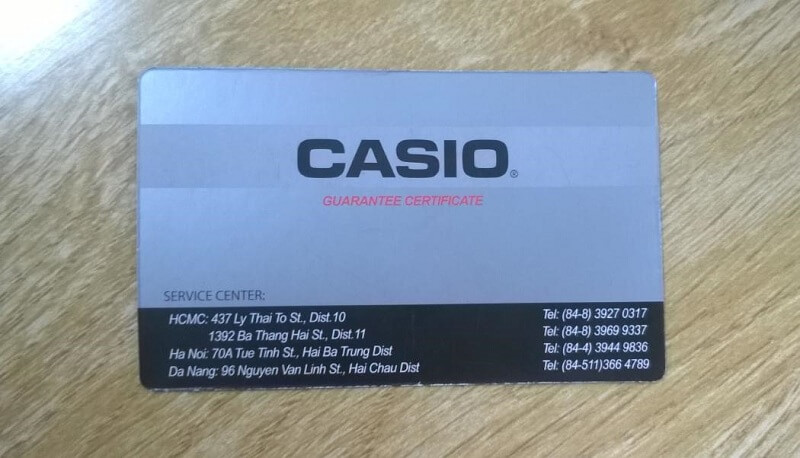 CASIO®
GUARANTEE CERTIFICATE
SERVICE CENTER:
HCMC: 437 Ly Thai To St., Dist.10 Tel: (84-8) 3927 0317
1392 Ba Thang Hai St., Dist.11 Tel: (84-8) 3969 9337
Ha Noi: 70A Tue Tinh St., Hai Ba Trung Dist Tel: (84-4) 3944 9836
Da Nang: 96 Nguyen Van Linh St., Hai Chau Dist Tel: (84-511)366 4789